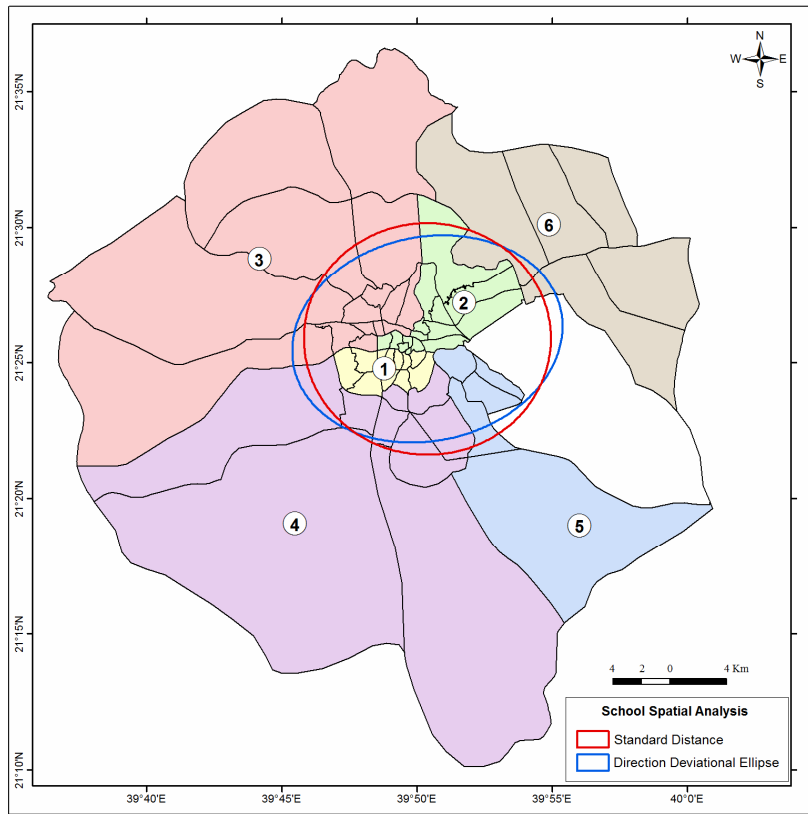 N
W E
S
21°35'N
21°30'N
21°25'N
21°20'N
21°15'N
21°10'N
6
3
2
1
4
5
4 2 0 4 Km
School Spatial Analysis
Standard Distance
Direction Deviational Ellipse
39°40'E 39°45'E 39°50'E 39°55'E 40°0'E